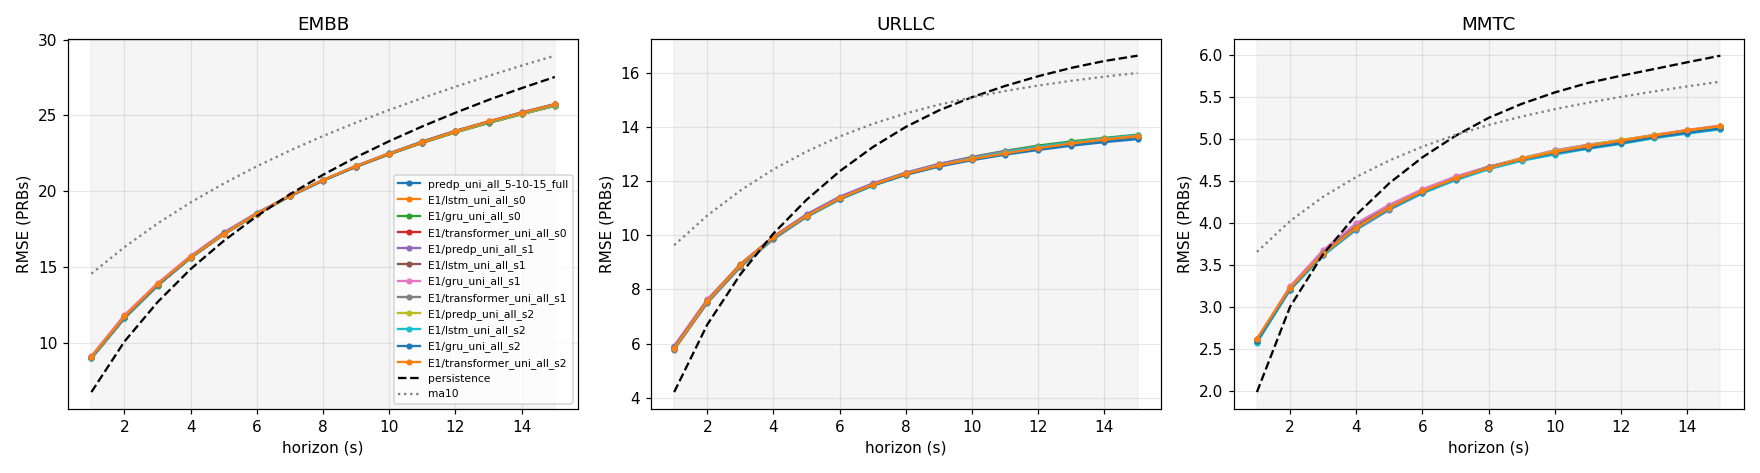 EMBB
RMSE (PRBs)
30
25
20
15
10
2
4
6
8
10
12
14
horizon (s)
predp_uni_all_5-10-15_full
E1/lstm_uni_all_s0
E1/gru_uni_all_s0
E1/transformer_uni_all_s0
E1/predp_uni_all_s1
E1/lstm_uni_all_s1
E1/gru_uni_all_s1
E1/transformer_uni_all_s1
E1/predp_uni_all_s2
E1/lstm_uni_all_s2
E1/gru_uni_all_s2
E1/transformer_uni_all_s2
persistence
ma10
URLLC
RMSE (PRBs)
16
14
12
10
8
6
4
2
4
6
8
10
12
14
horizon (s)
MMTC
RMSE (PRBs)
6.0
5.5
5.0
4.5
4.0
3.5
3.0
2.5
2.0
2
4
6
8
10
12
14
horizon (s)